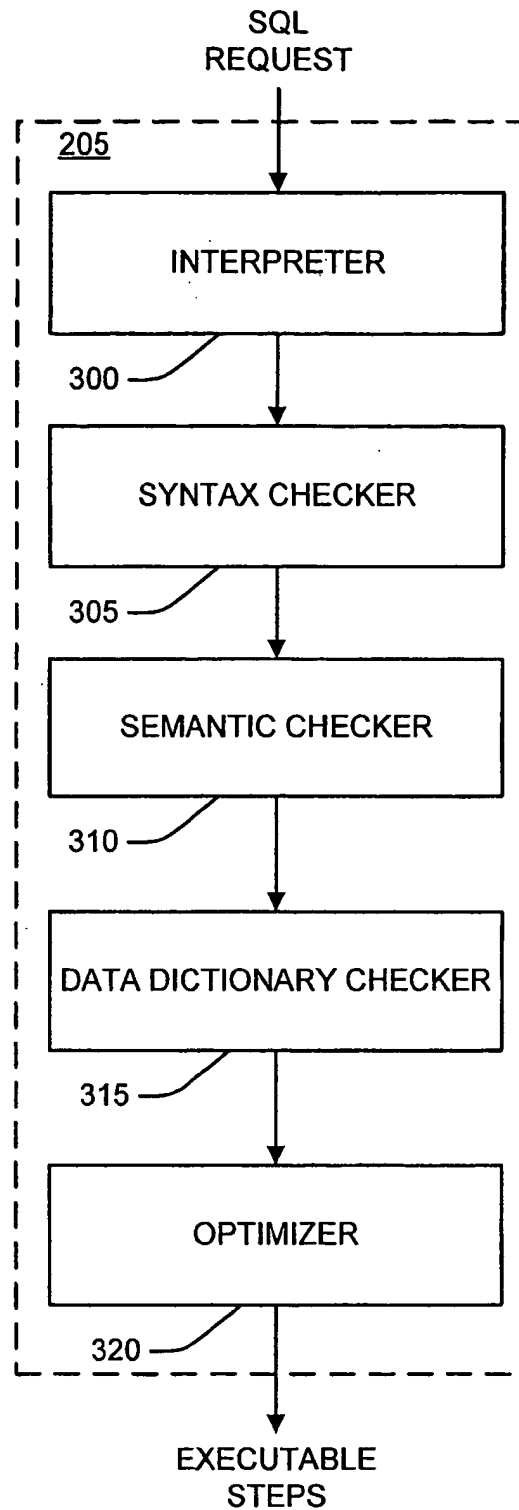 SQL
REQUEST
205
INTERPRETER
300
SYNTAX CHECKER
305
SEMANTIC CHECKER
310
DATA DICTIONARY CHECKER
315
OPTIMIZER
320
EXECUTABLE
STEPS